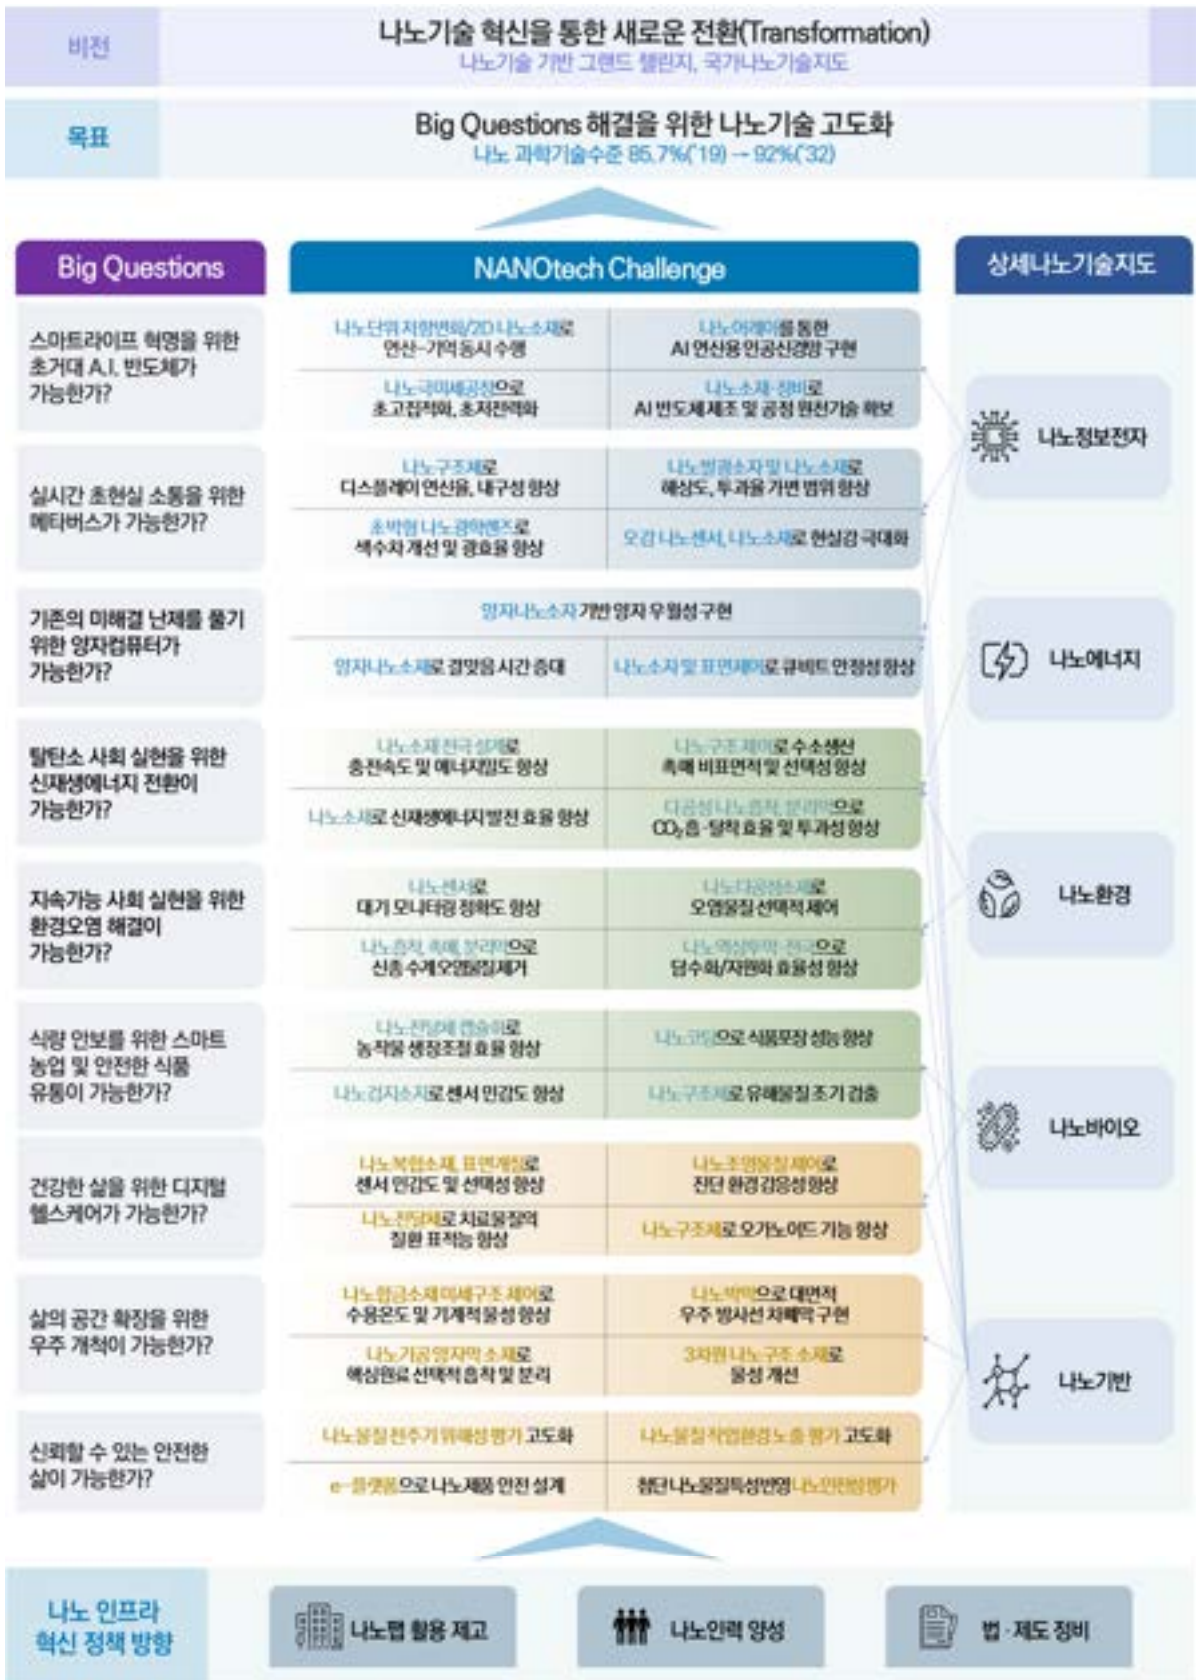 비전
나노기술 혁신을 통한 새로운 전환(Transformation)
나노기술 기반 그랜드 챌린지, 국가나노기술지도
목표
Big Questions 해결을 위한 나노기술 고도화
나노 과학기술수준 85.7%('19) → 92%('32)
Big Questions
NANOtech Challenge
상세나노기술지도
스마트라이프 혁명을 위한
초거대 A.I. 반도체가
가능한가?
나노단위 저항변화/2D 나노소재로
연산-기억 동시 수행
나노어레이를 통한
AI 연산용 인공신경망 구현
나노극미세공정으로
초고집적화, 초저전력화
나노소재·장비로
AI 반도체 제조 및 공정 원천기술 확보
나노정보전자
실시간 초현실 소통을 위한
메타버스가 가능한가?
나노구조체로
디스플레이 연신율, 내구성 향상
나노발광소자 및 나노소재로
해상도, 투과율 가변 범위 향상
초박형 나노광학렌즈로
색수차 개선 및 광효율 향상
오감 나노센서, 나노소재로 현실감 극대화
기존의 미해결 난제를 풀기
위한 양자컴퓨터가
가능한가?
양자나노소자 기반 양자 우월성 구현
양자나노소재로 결맞음 시간 증대
나노소자 및 표면제어로 큐비트 안정성 향상
나노에너지
탈탄소 사회 실현을 위한
신재생에너지 전환이
가능한가?
나노소재 전극 설계로
충전속도 및 에너지밀도 향상
나노구조 제어로 수소생산
촉매 비표면적 및 선택성 향상
나노소재로 신재생에너지 발전 효율 향상
다공성 나노흡착, 분리막으로
CO₂ 흡·탈착 효율 및 투과성 향상
지속가능 사회 실현을 위한
환경오염 해결이
가능한가?
나노센서로
대기 모니터링 정확도 향상
나노다공성소재로
오염물질 선택적 제어
나노흡착, 촉매, 분리막으로
신종 수계 오염물질 제거
나노역삼투막·전극으로
담수화/자원화 효율성 향상
나노환경
식량 안보를 위한 스마트
농업 및 안전한 식품
유통이 가능한가?
나노전달체 캡슐화로
농작물 생장조절 효율 향상
나노코팅으로 식품포장 성능 향상
나노검지소자로 센서 민감도 향상
나노구조체로 유해물질 조기 검출
나노바이오
건강한 삶을 위한 디지털
헬스케어가 가능한가?
나노복합소재, 표면개질로
센서 민감도 및 선택성 향상
나노조영물질 제어로
진단 환경 감응성 향상
나노전달체로 치료물질의
질환 표적능 향상
나노구조체로 오가노이드 기능 향상
삶의 공간 확장을 위한
우주 개척이 가능한가?
나노합금소재 미세구조 제어로
수용온도 및 기계적 물성 향상
나노박막으로 대면적
우주 방사선 차폐막 구현
나노기공 양자막 소재로
핵심원료 선택적 흡착 및 분리
3차원 나노구조 소재로
물성 개선
나노기반
신뢰할 수 있는 안전한
삶이 가능한가?
나노물질 전주기 위해성 평가 고도화
나노물질 작업환경 노출 평가 고도화
e-플랫폼으로 나노제품 안전 설계
첨단 나노물질특성반영 나노안전성평가
나노 인프라
혁신 정책 방향
나노팹 활용 제고
나노인력 양성
법·제도 정비